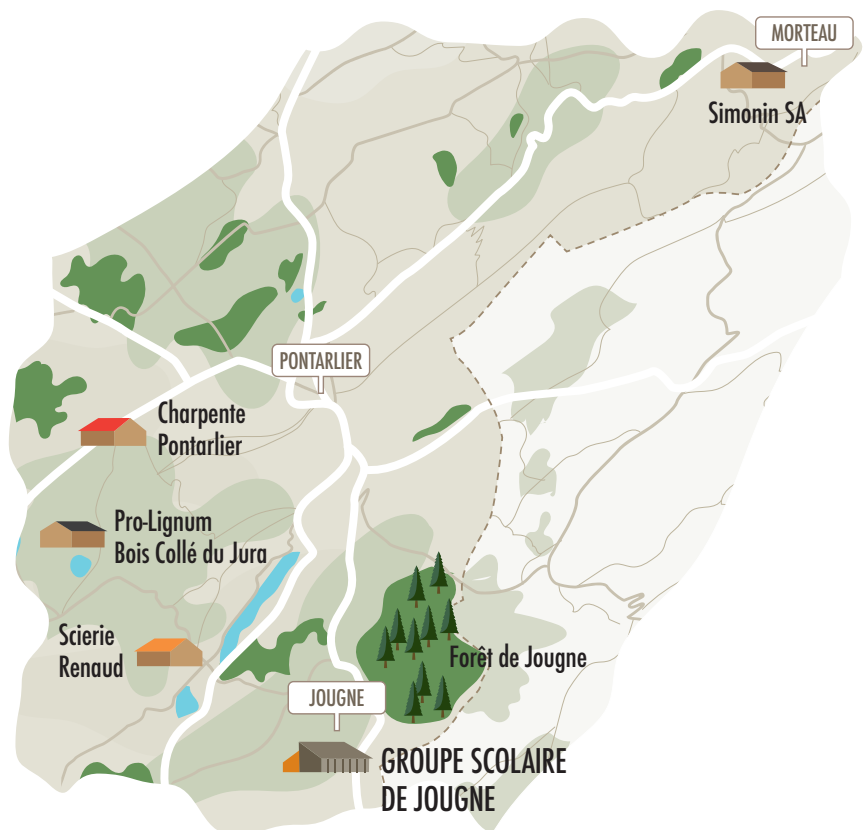 MORTEAU
Simonin SA
PONTARLIER
Charpente
Pontarlier
Pro-Lignum
Bois Collé du Jura
Scierie
Renaud
Forêt de Jougne
JOUGNE
GROUPE SCOLAIRE
DE JOUGNE